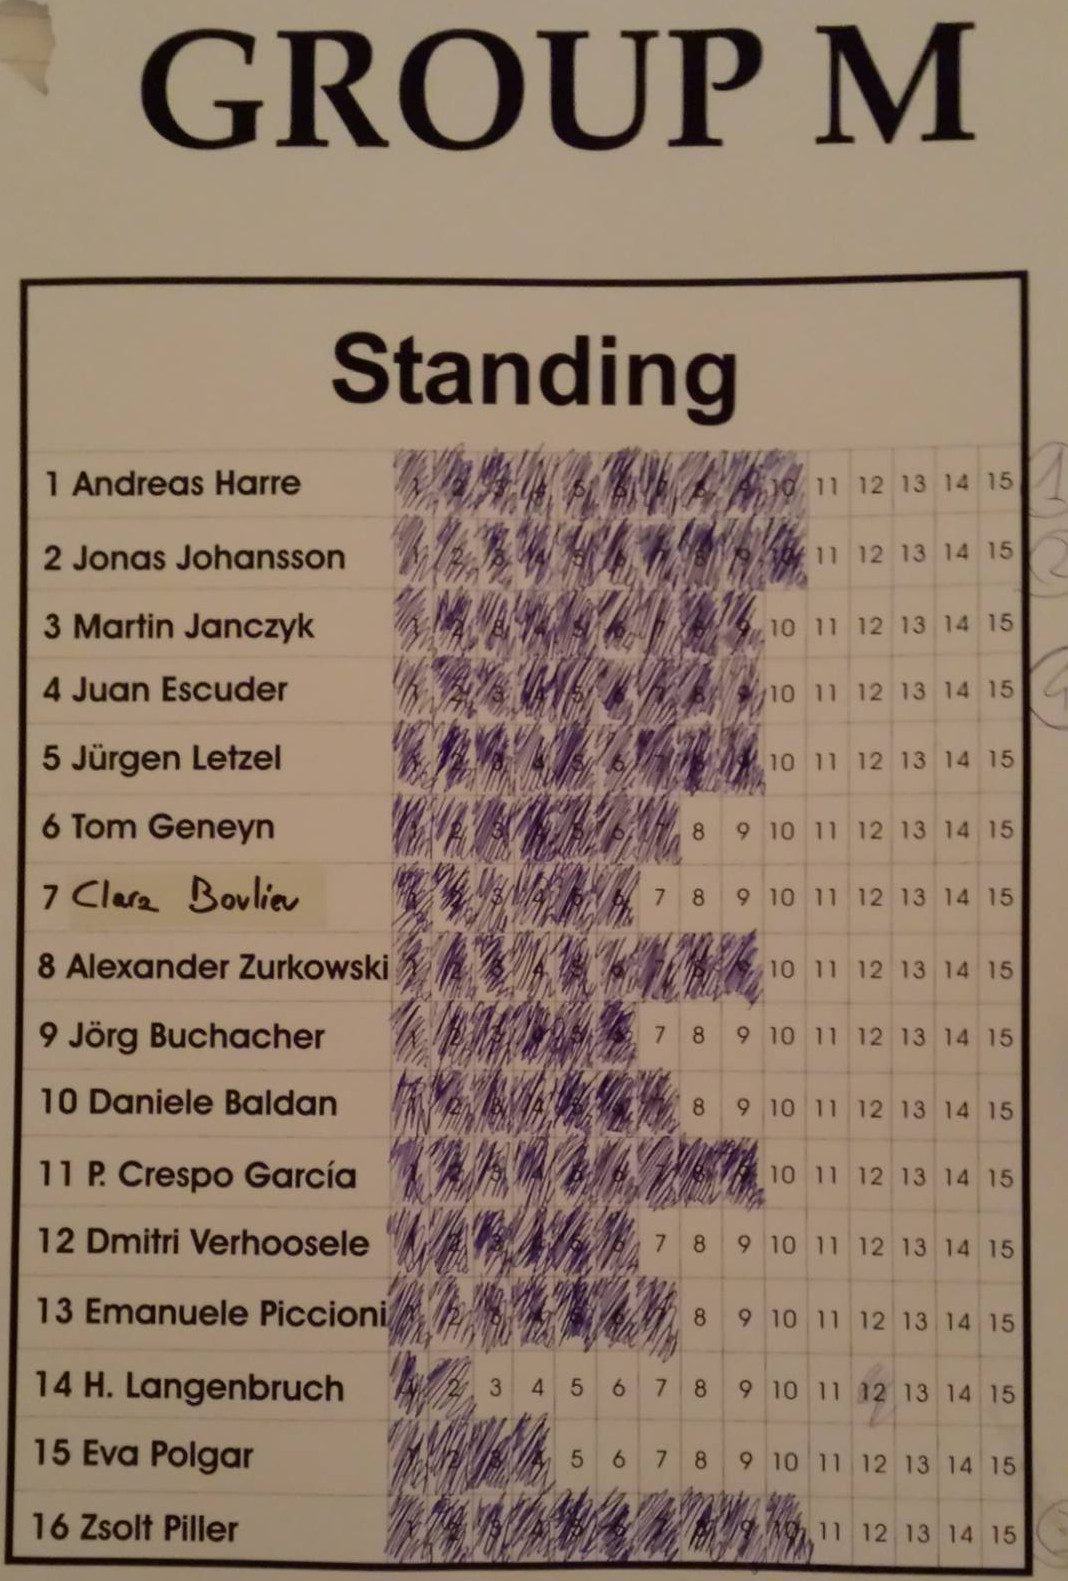 GROUP M
Standing
1 Andreas Harre 1 2 3 4 5 6 7 8 9 10 11 12 13 14 15 1
2 Jonas Johansson 1 2 3 4 5 6 7 8 9 10 11 12 13 14 15 2
3 Martin Janczyk 1 2 3 4 5 6 7 8 9 10 11 12 13 14 15
4 Juan Escuder 1 2 3 4 5 6 7 8 9 10 11 12 13 14 15
5 Jürgen Letzel 1 2 3 4 5 6 7 8 9 10 11 12 13 14 15
6 Tom Geneyn 1 2 3 4 5 6 7 8 9 10 11 12 13 14 15
7 Clara Boulieu 1 2 3 4 5 6 7 8 9 10 11 12 13 14 15
8 Alexander Zurkowski 1 2 3 4 5 6 7 8 9 10 11 12 13 14 15
9 Jörg Buchacher 1 2 3 4 5 6 7 8 9 10 11 12 13 14 15
10 Daniele Baldan 1 2 3 4 5 6 7 8 9 10 11 12 13 14 15
11 P. Crespo García 1 2 3 4 5 6 7 8 9 10 11 12 13 14 15
12 Dmitri Verhoosele 1 2 3 4 5 6 7 8 9 10 11 12 13 14 15
13 Emanuele Piccioni 1 2 3 4 5 6 7 8 9 10 11 12 13 14 15
14 H. Langenbruch 1 2 3 4 5 6 7 8 9 10 11 12 13 14 15
15 Eva Polgar 1 2 3 4 5 6 7 8 9 10 11 12 13 14 15
16 Zsolt Piller 1 2 3 4 5 6 7 8 9 10 11 12 13 14 15